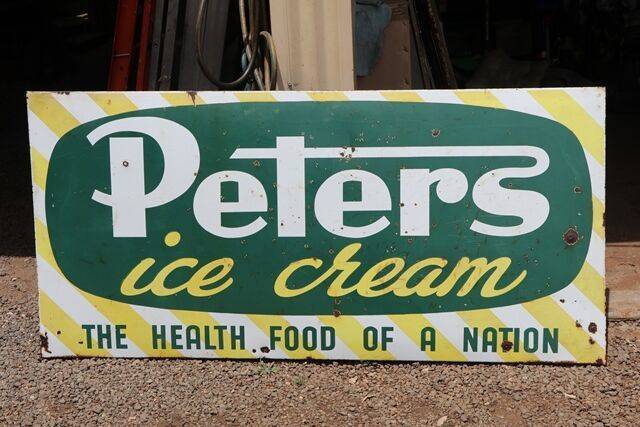 Peters
ice cream
THE HEALTH FOOD OF A NATION